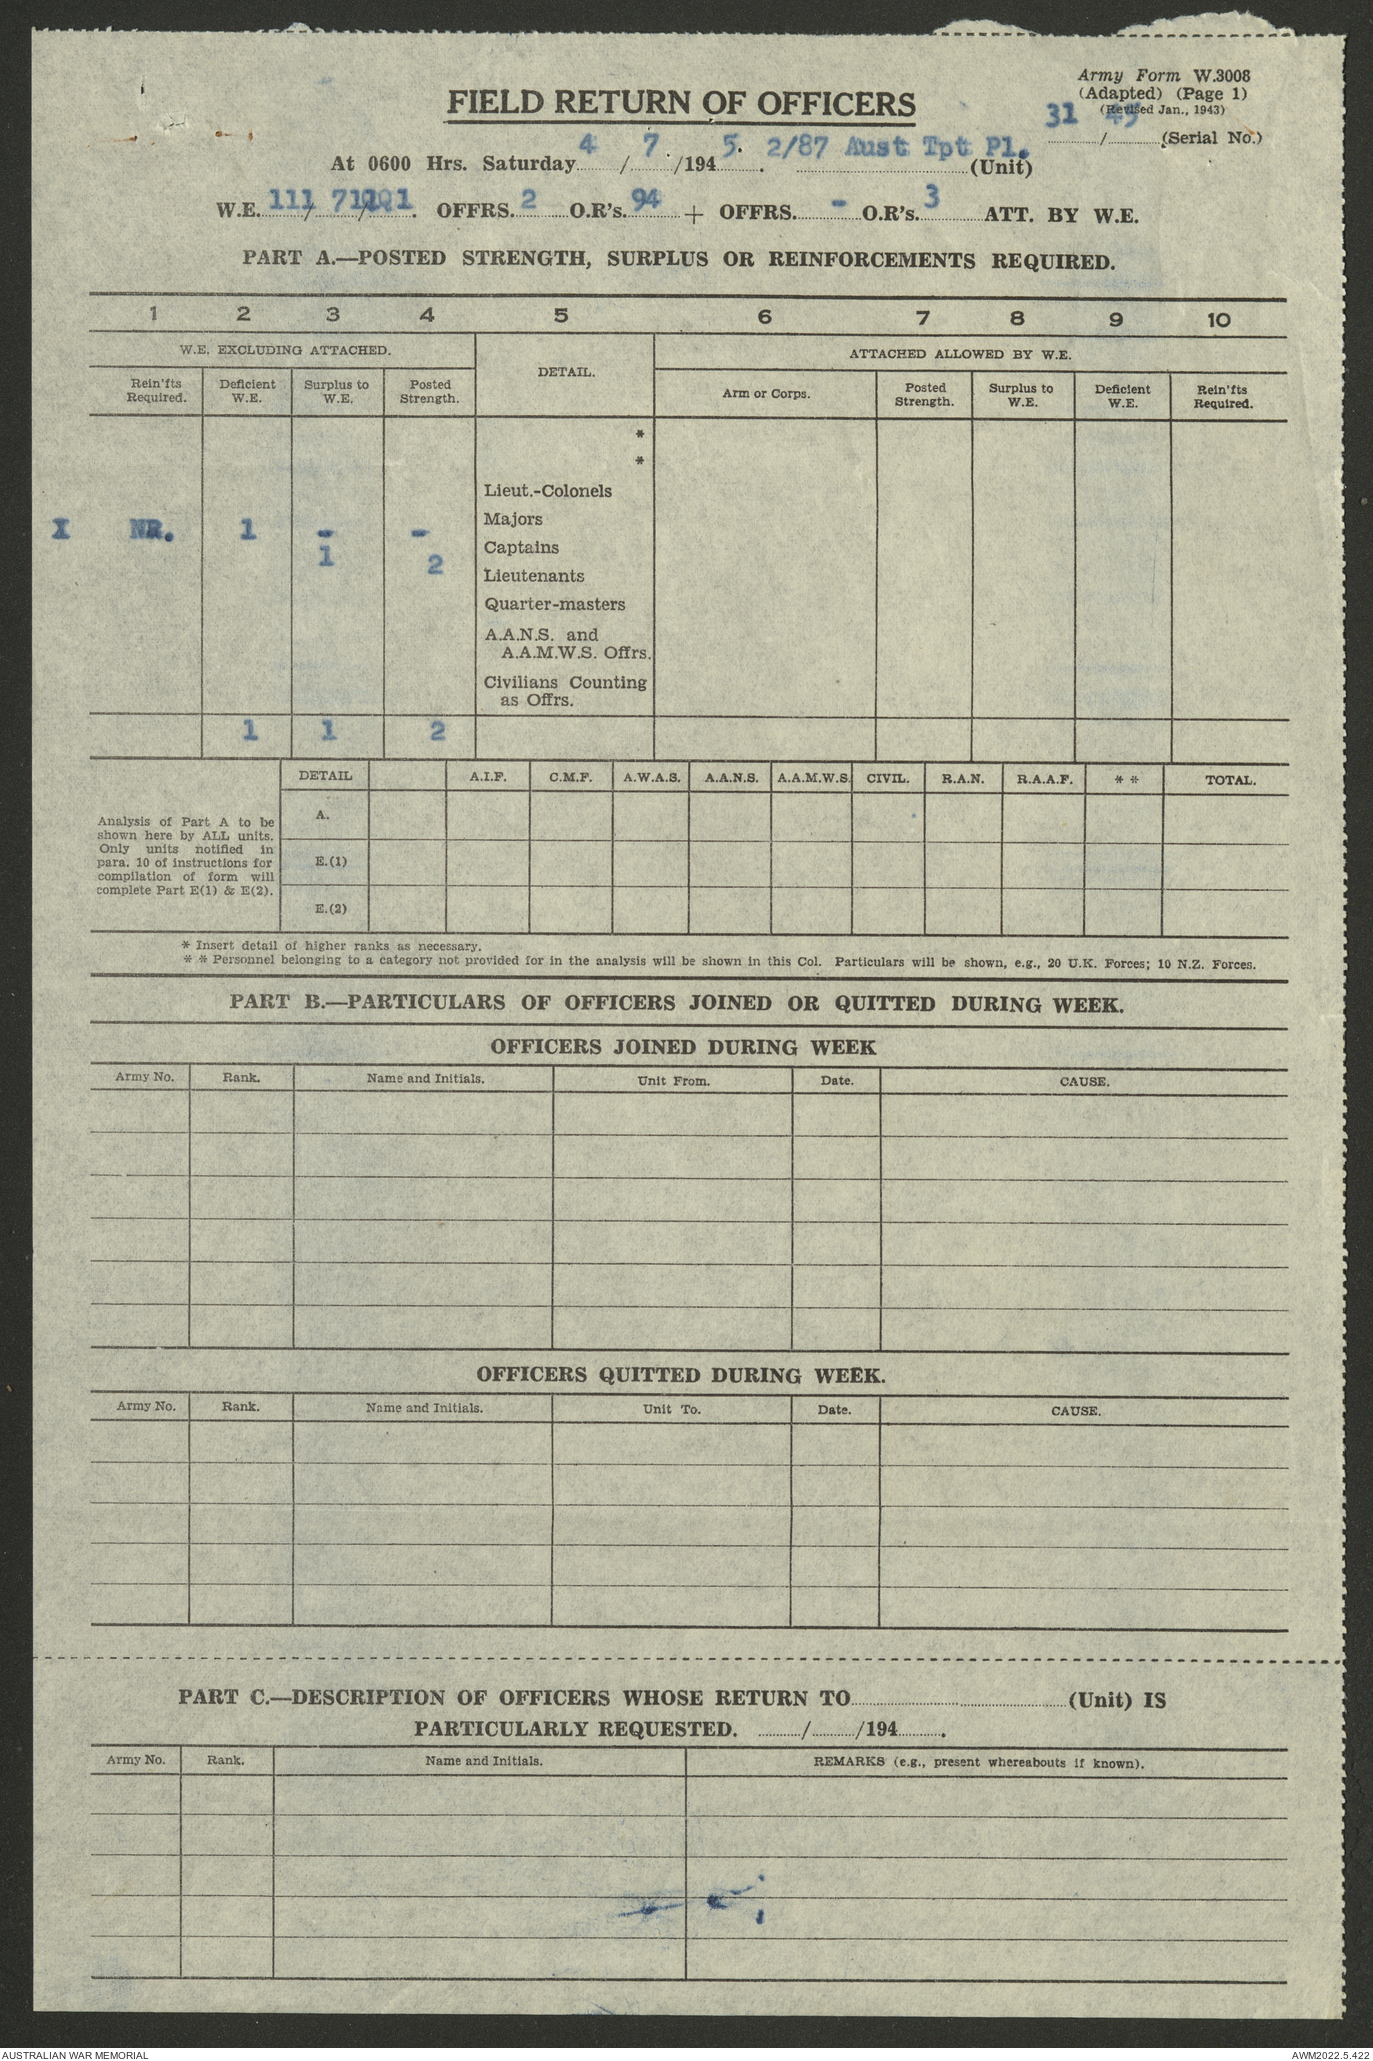 Army Form W.3008
(Adapted) (Page 1)
(Revised Jan., 1943)
FIELD RETURN OF OFFICERS
31 / 45 (Serial No.)
At 0600 Hrs. Saturday 4 / 7 /194 5. 2/87 Aust Tpt Pl. (Unit)
W.E. 111/ OFFRS. 2 O.R's. 94 + OFFRS. - O.R's. 3 ATT. BY W.E.
PART A.—POSTED STRENGTH, SURPLUS OR REINFORCEMENTS REQUIRED.
1 2 3 4 5 6 7 8 9 10
W.E. EXCLUDING ATTACHED. DETAIL. ATTACHED ALLOWED BY W.E.
Rein'fts Required. Deficient W.E. Surplus to W.E. Posted Strength. Arm or Corps. Posted Strength. Surplus to W.E. Deficient W.E. Rein'fts Required.
*
*
Lieut.-Colonels
X NR. 1 - - Majors
1 2 Captains
Lieutenants
Quarter-masters
A.A.N.S. and
A.A.M.W.S. Offrs.
Civilians Counting
as Offrs.
1 1 2
DETAIL A.I.F. C.M.F. A.W.A.S. A.A.N.S. A.A.M.W.S. CIVIL. R.A.N. R.A.A.F. * * TOTAL.
Analysis of Part A to be
shown here by ALL units.
Only units notified in
para. 10 of instructions for
compilation of form will
complete Part E(1) & E(2).
A.
E.(1)
E.(2)
* Insert detail of higher ranks as necessary.
* * Personnel belonging to a category not provided for in the analysis will be shown in this Col. Particulars will be shown, e.g., 20 U.K. Forces; 10 N.Z. Forces.
PART B.—PARTICULARS OF OFFICERS JOINED OR QUITTED DURING WEEK.
OFFICERS JOINED DURING WEEK
Army No. Rank. Name and Initials. Unit From. Date. CAUSE.
OFFICERS QUITTED DURING WEEK.
Army No. Rank. Name and Initials. Unit To. Date. CAUSE.
PART C.—DESCRIPTION OF OFFICERS WHOSE RETURN TO (Unit) IS
PARTICULARLY REQUESTED. / /194 .
Army No. Rank. Name and Initials. REMARKS (e.g., present whereabouts if known).
AUSTRALIAN WAR MEMORIAL AWM2022.5.422